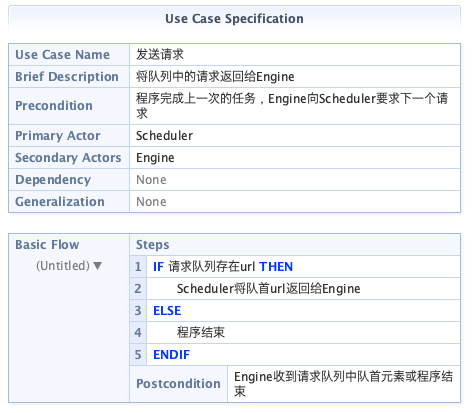 Use Case Specification
Use Case Name 发送请求
Brief Description 将队列中的请求返回给Engine
Precondition 程序完成上一次的任务，Engine向Scheduler要求下一个请
求
Primary Actor Scheduler
Secondary Actors Engine
Dependency None
Generalization None
Basic Flow Steps
(Untitled) ▼
1 IF 请求队列存在url THEN
2 Scheduler将队首url返回给Engine
3 ELSE
4 程序结束
5 ENDIF
Postcondition Engine收到请求队列中队首元素或程序结
束